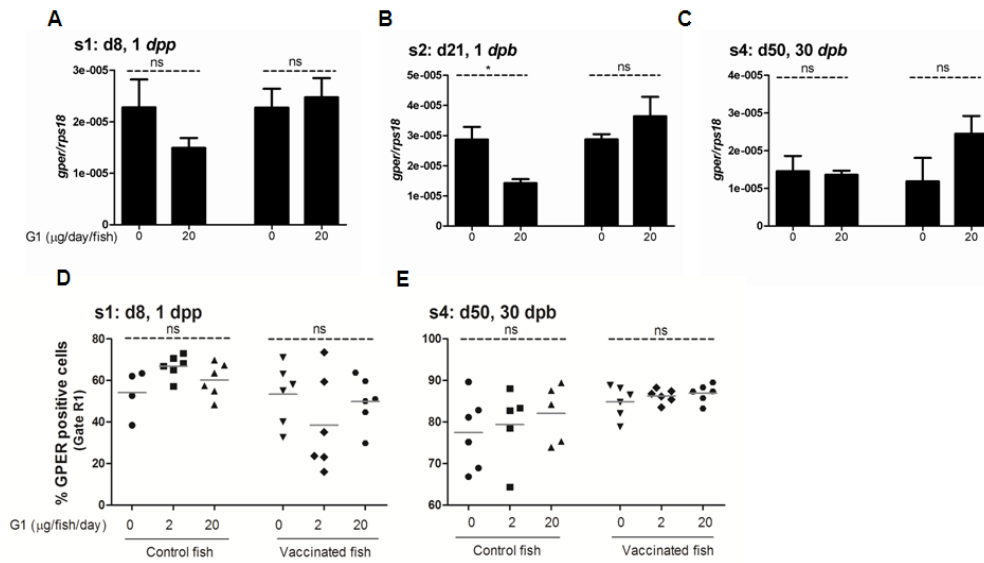 A
s1: d8, 1 dpp
ns
ns
3e-005
2e-005
1e-005
0
gper/rps18
G1 (µg/day/fish)
0
20
0
20
B
s2: d21, 1 dpb
*
ns
5e-005
4e-005
3e-005
2e-005
1e-005
0
gper/rps18
0
20
0
20
C
s4: d50, 30 dpb
ns
ns
4e-005
3e-005
2e-005
1e-005
0
gper/rps18
0
20
0
20
D
s1: d8, 1 dpp
ns
ns
80
60
40
20
0
% GPER positive cells
(Gate R1)
G1 (µg/fish/day)
0
2
20
0
2
20
Control fish
Vaccinated fish
E
s4: d50, 30 dpb
ns
ns
100
90
80
70
60
0
2
20
0
2
20
Control fish
Vaccinated fish